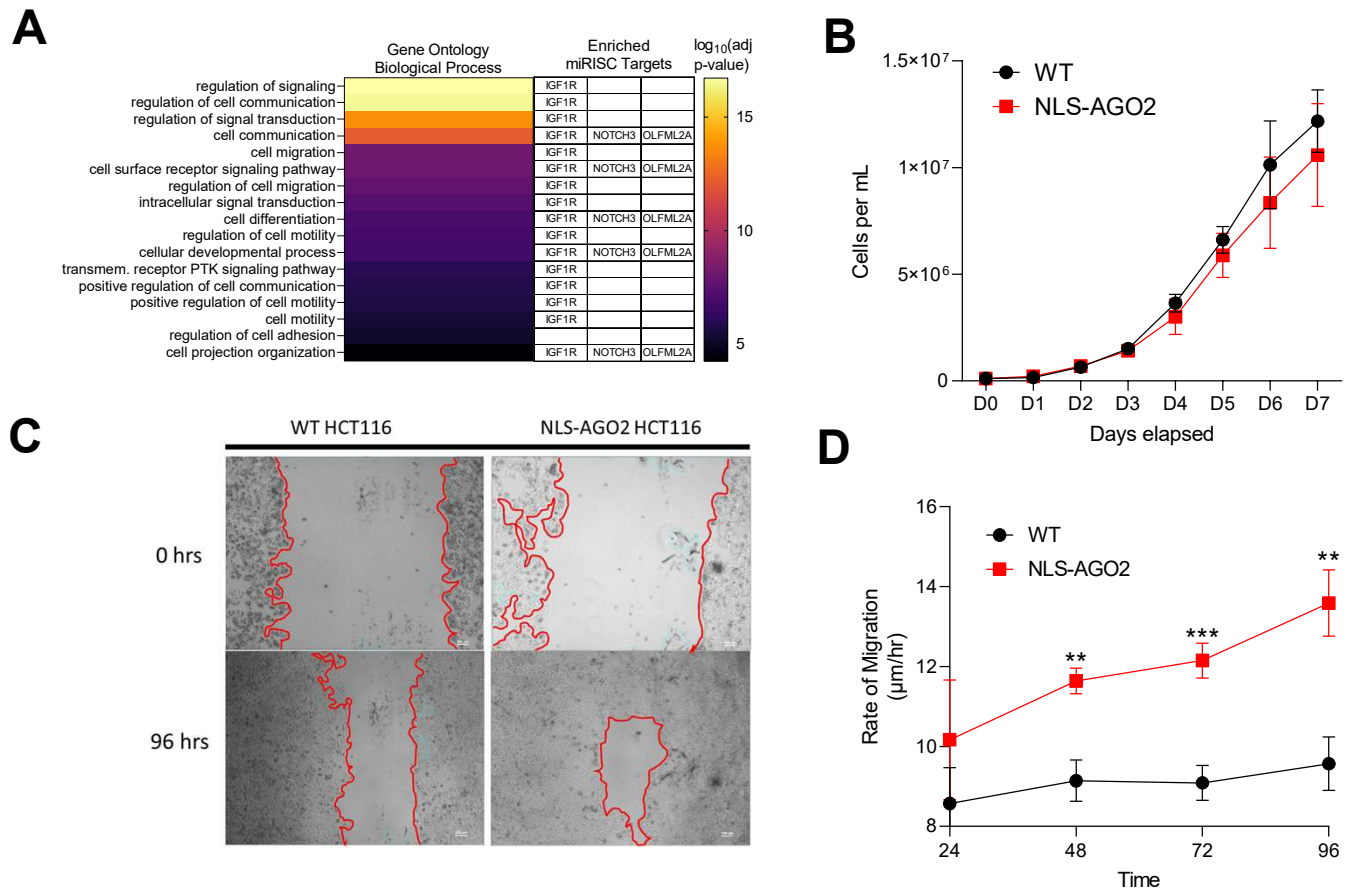 A
Gene Ontology
Biological Process
Enriched
miRISC Targets
log10(adj
p-value)
regulation of signaling IGF1R
regulation of cell communication IGF1R
regulation of signal transduction IGF1R
cell communication IGF1R NOTCH3 OLFML2A
cell migration IGF1R
cell surface receptor signaling pathway IGF1R NOTCH3 OLFML2A
regulation of cell migration IGF1R
intracellular signal transduction IGF1R
cell differentiation IGF1R NOTCH3 OLFML2A
regulation of cell motility IGF1R
cellular developmental process IGF1R NOTCH3 OLFML2A
transmem. receptor PTK signaling pathway IGF1R
positive regulation of cell communication IGF1R
positive regulation of cell motility IGF1R
cell motility IGF1R
regulation of cell adhesion
cell projection organization IGF1R NOTCH3 OLFML2A
15
10
5
B
WT
NLS-AGO2
1.5×10⁷
1×10⁷
5×10⁶
0
Cells per mL
D0 D1 D2 D3 D4 D5 D6 D7
Days elapsed
C
WT HCT116 NLS-AGO2 HCT116
0 hrs
96 hrs
D
WT
NLS-AGO2
16
14
12
10
8
Rate of Migration
(µm/hr)
** *** **
24 48 72 96
Time